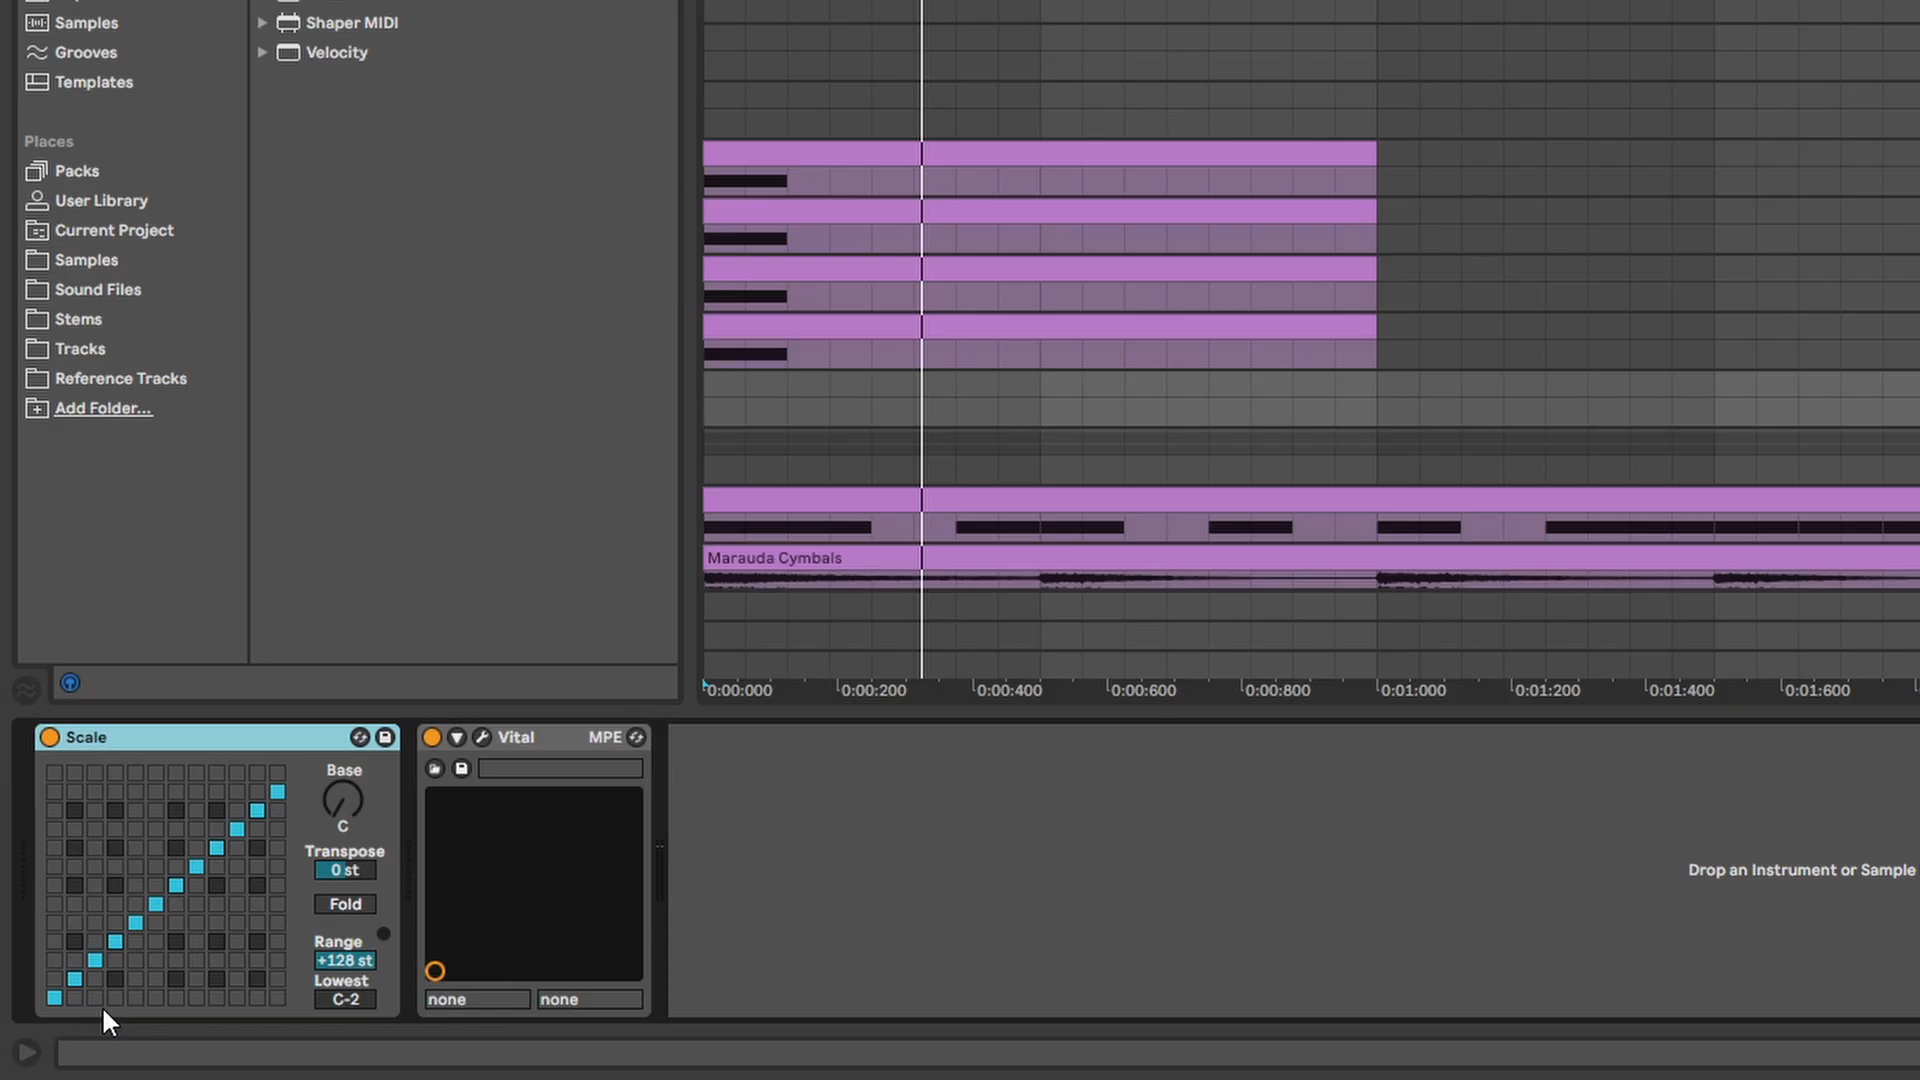 Samples
Grooves
Templates
Places
Packs
User Library
Current Project
Samples
Sound Files
Stems
Tracks
Reference Tracks
Add Folder...
Shaper MIDI
Velocity
Marauda Cymbals
0:00:000
0:00:200
0:00:400
0:00:600
0:00:800
0:01:000
0:01:200
0:01:400
0:01:600
Scale
Base
C
Transpose
0 st
Fold
Range
+128 st
Lowest
C-2
Vital
MPE
none
none
Drop an Instrument or Sample